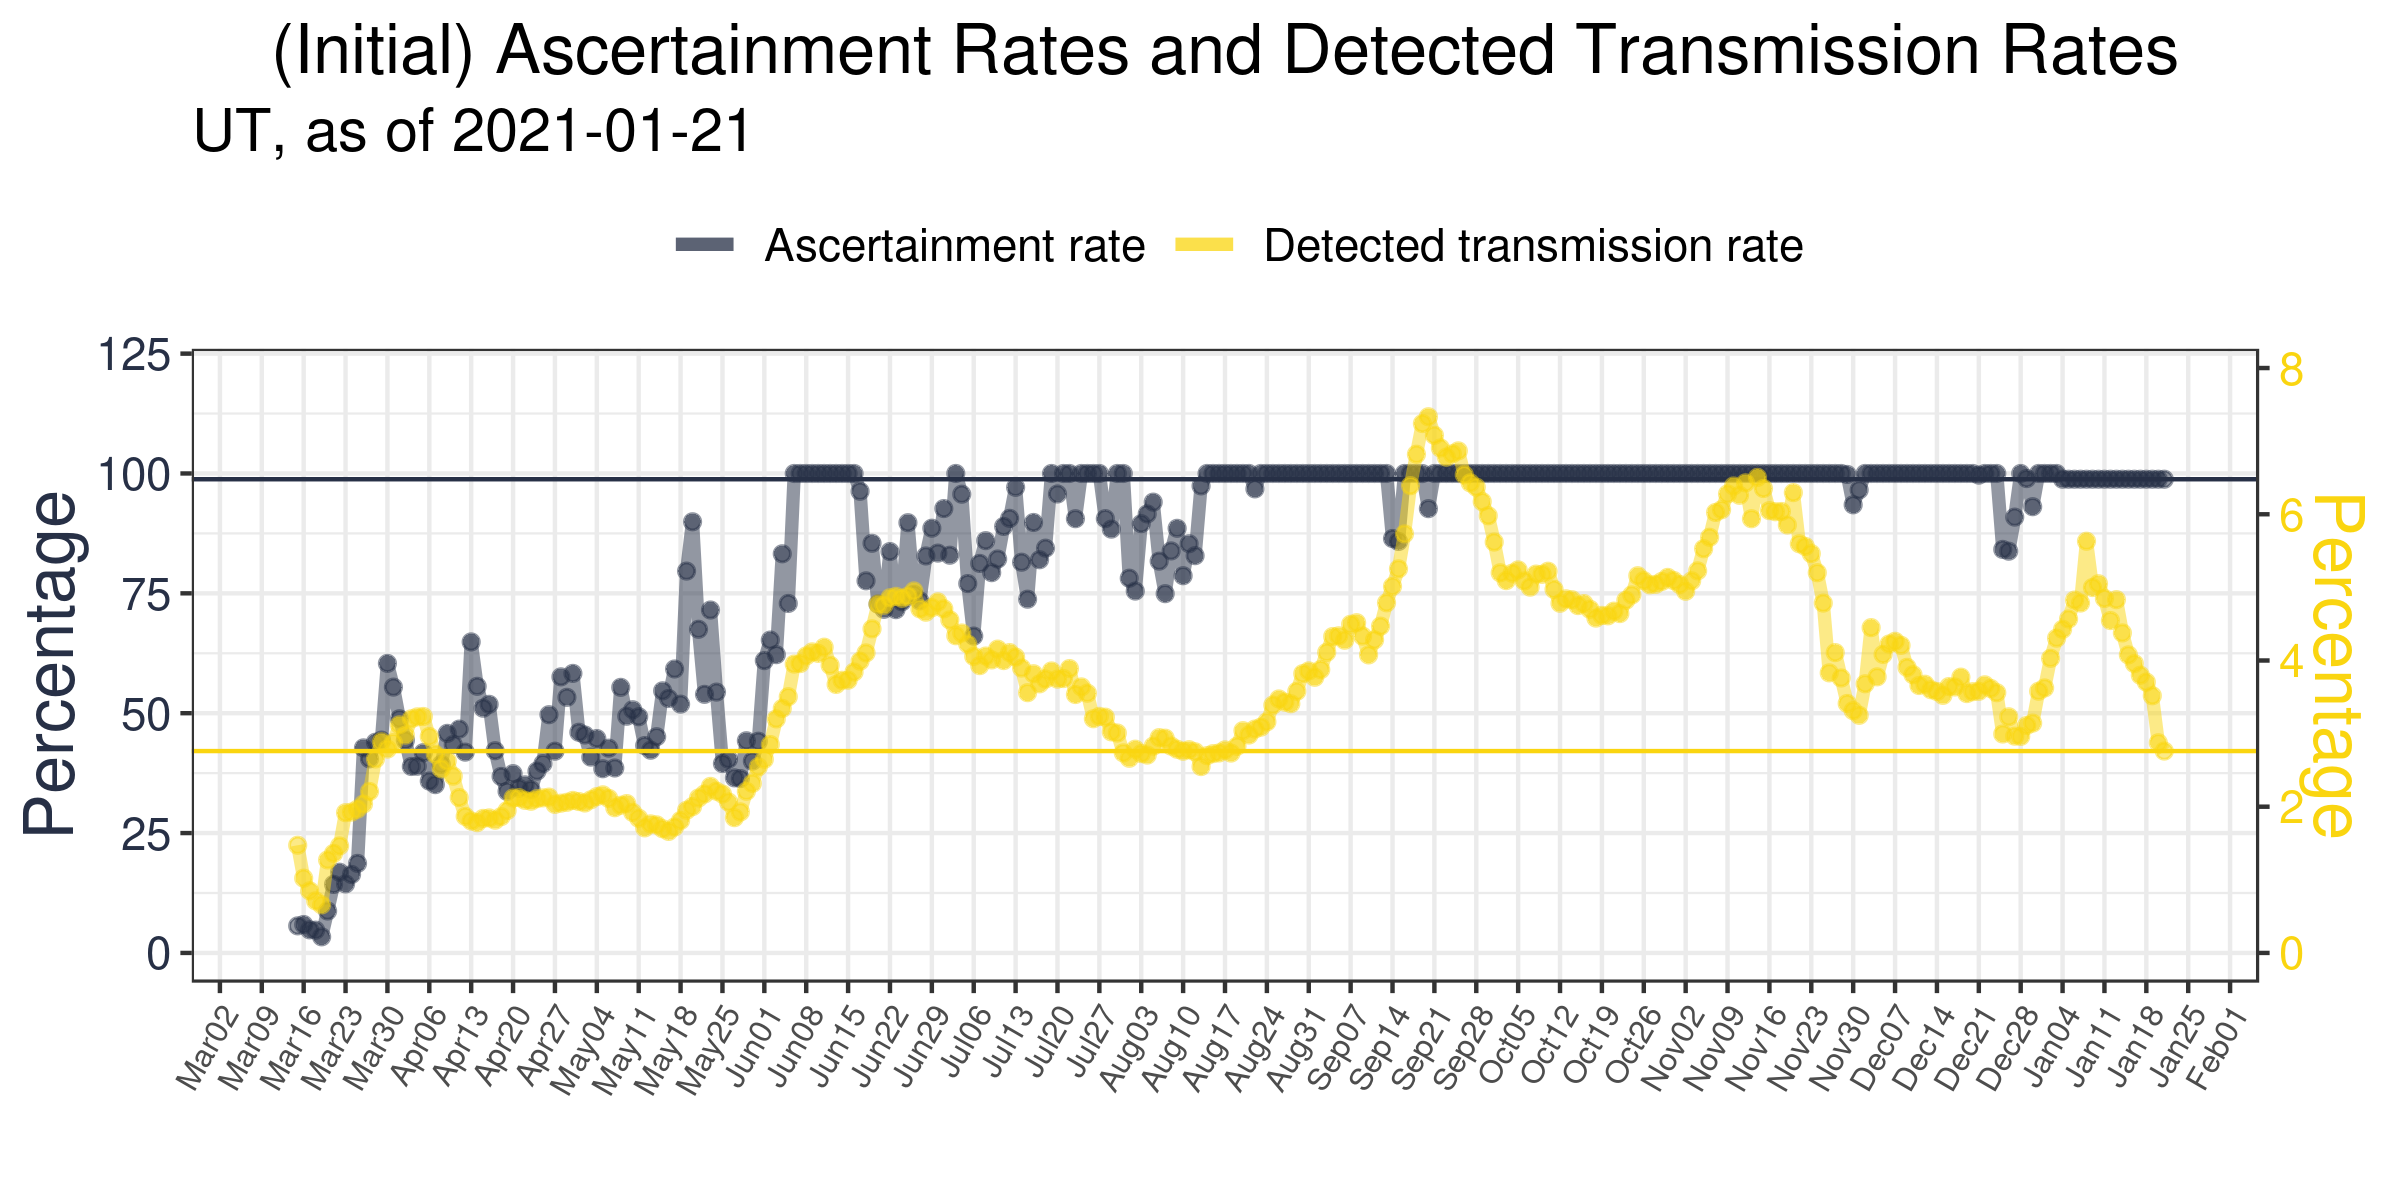 (Initial) Ascertainment Rates and Detected Transmission Rates
UT, as of 2021-01-21
Ascertainment rate
Detected transmission rate
125
100
75
50
25
0
Percentage
8
6
4
2
0
Percentage
Mar02
Mar09
Mar16
Mar23
Mar30
Apr06
Apr13
Apr20
Apr27
May04
May11
May18
May25
Jun01
Jun08
Jun15
Jun22
Jun29
Jul06
Jul13
Jul20
Jul27
Aug03
Aug10
Aug17
Aug24
Aug31
Sep07
Sep14
Sep21
Sep28
Oct05
Oct12
Oct19
Oct26
Nov02
Nov09
Nov16
Nov23
Nov30
Dec07
Dec14
Dec21
Dec28
Jan04
Jan11
Jan18
Jan25
Feb01